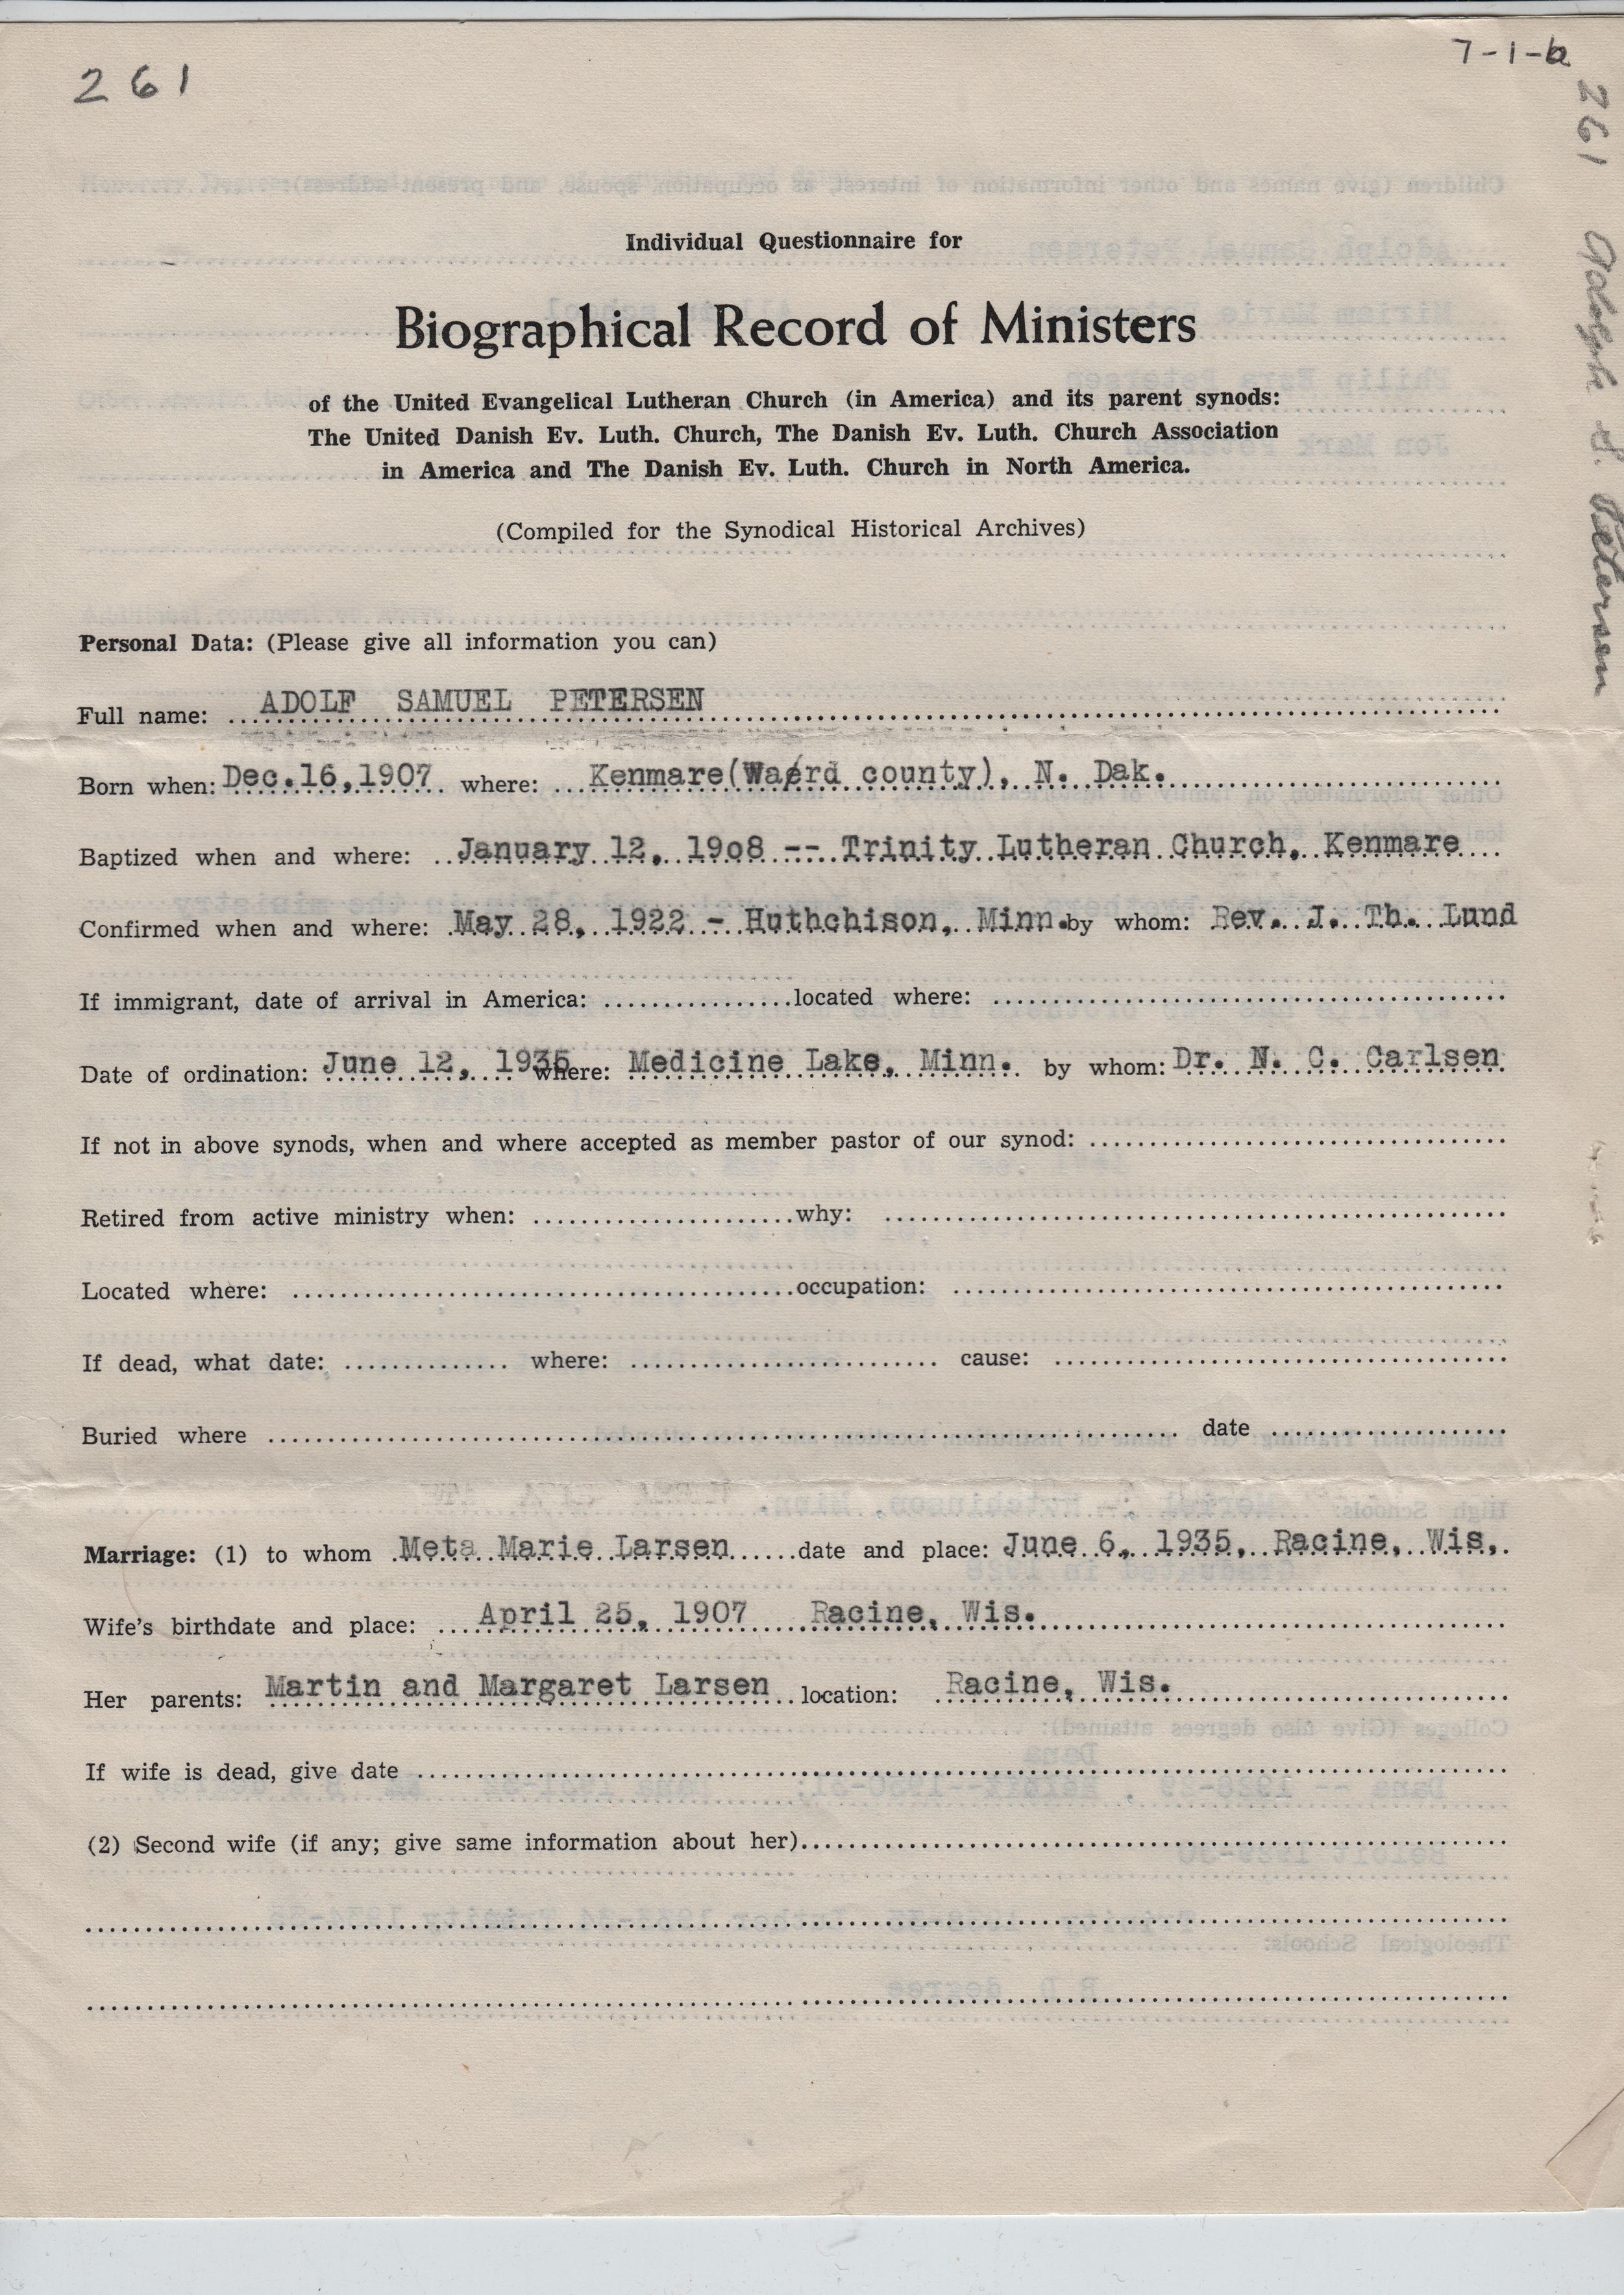 261
7-1-b
261 Adolph S. Petersen
Individual Questionnaire for
Biographical Record of Ministers
of the United Evangelical Lutheran Church (in America) and its parent synods:
The United Danish Ev. Luth. Church, The Danish Ev. Luth. Church Association
in America and The Danish Ev. Luth. Church in North America.
(Compiled for the Synodical Historical Archives)
Personal Data: (Please give all information you can)
Full name: ADOLF SAMUEL PETERSEN
Born when: Dec.16,1907 where: Kenmare( county), N. Dak.
Baptized when and where: January 12, 19o8 -- Trinity Lutheran Church, Kenmare
Confirmed when and where: May 28, 1922 - Huthchison, Minn. by whom: Rev. J. Th. Lund
If immigrant, date of arrival in America: located where:
Date of ordination: June 12, 1935 where: Medicine Lake, Minn. by whom: Dr. N. C. Carlsen
If not in above synods, when and where accepted as member pastor of our synod:
Retired from active ministry when: why:
Located where: occupation:
If dead, what date: where: cause:
Buried where date
Marriage: (1) to whom Meta Marie Larsen date and place: June 6, 1935, Racine, Wis,.
Wife's birthdate and place: April 25, 1907 Racine, Wis.
Her parents: Martin and Margaret Larsen location: Racine, Wis.
If wife is dead, give date
(2) Second wife (if any; give same information about her)